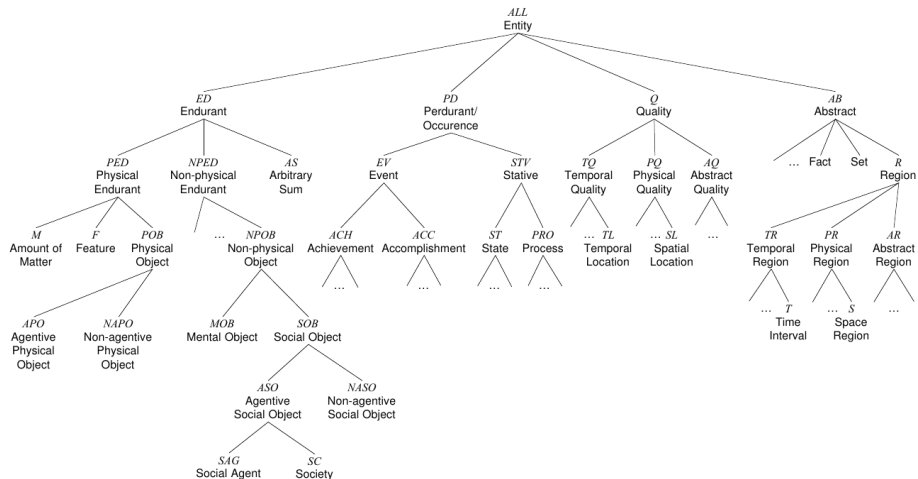 ALL
Entity
ED
Endurant
PD
Perdurant/
Occurence
Q
Quality
AB
Abstract
PED
Physical
Endurant
NPED
Non-physical
Endurant
AS
Arbitrary
Sum
EV
Event
STV
Stative
TQ
Temporal
Quality
PQ
Physical
Quality
AQ
Abstract
Quality
... Fact Set
R
Region
M
Amount of
Matter
F
Feature
POB
Physical
Object
...
NPOB
Non-physical
Object
ACH
Achievement
...
ACC
Accomplishment
...
ST
State
...
PRO
Process
...
... TL
Temporal
Location
... SL
Spatial
Location
...
TR
Temporal
Region
PR
Physical
Region
AR
Abstract
Region
APO
Agentive
Physical
Object
NAPO
Non-agentive
Physical
Object
MOB
Mental Object
SOB
Social Object
... T
Time
Interval
... S
Space
Region
...
ASO
Agentive
Social Object
NASO
Non-agentive
Social Object
SAG
Social Agent
SC
Society